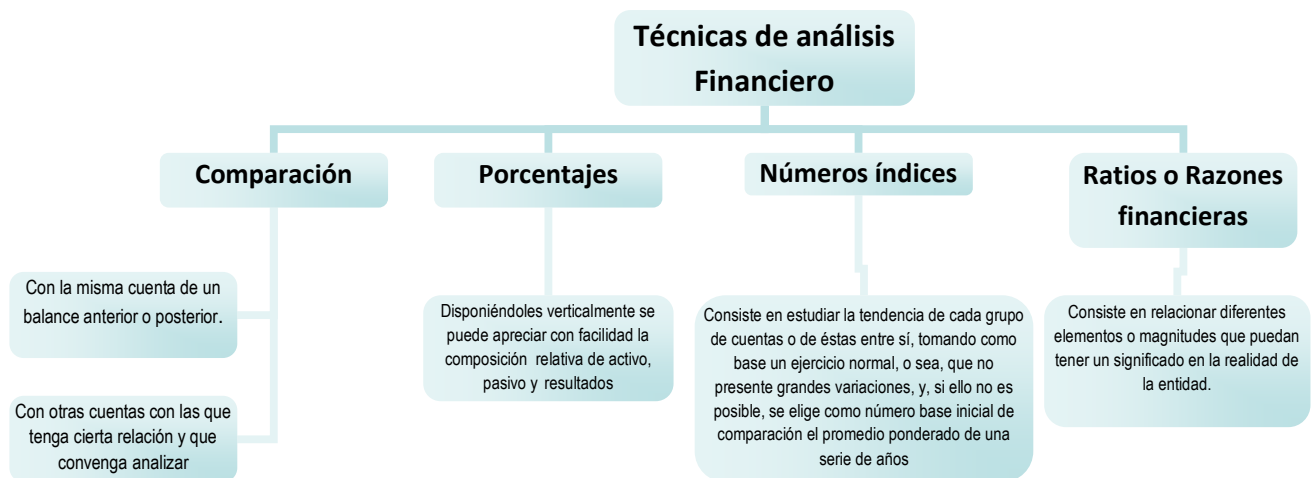 Técnicas de análisis
Financiero
Comparación
Con la misma cuenta de un
balance anterior o posterior.
Con otras cuentas con las que
tenga cierta relación y que
convenga analizar
Porcentajes
Disponiéndoles verticalmente se
puede apreciar con facilidad la
composición relativa de activo,
pasivo y resultados
Números índices
Consiste en estudiar la tendencia de cada grupo
de cuentas o de éstas entre sí, tomando como
base un ejercicio normal, o sea, que no
presente grandes variaciones, y, si ello no es
posible, se elige como número base inicial de
comparación el promedio ponderado de una
serie de años
Ratios o Razones
financieras
Consiste en relacionar diferentes
elementos o magnitudes que puedan
tener un significado en la realidad de
la entidad.